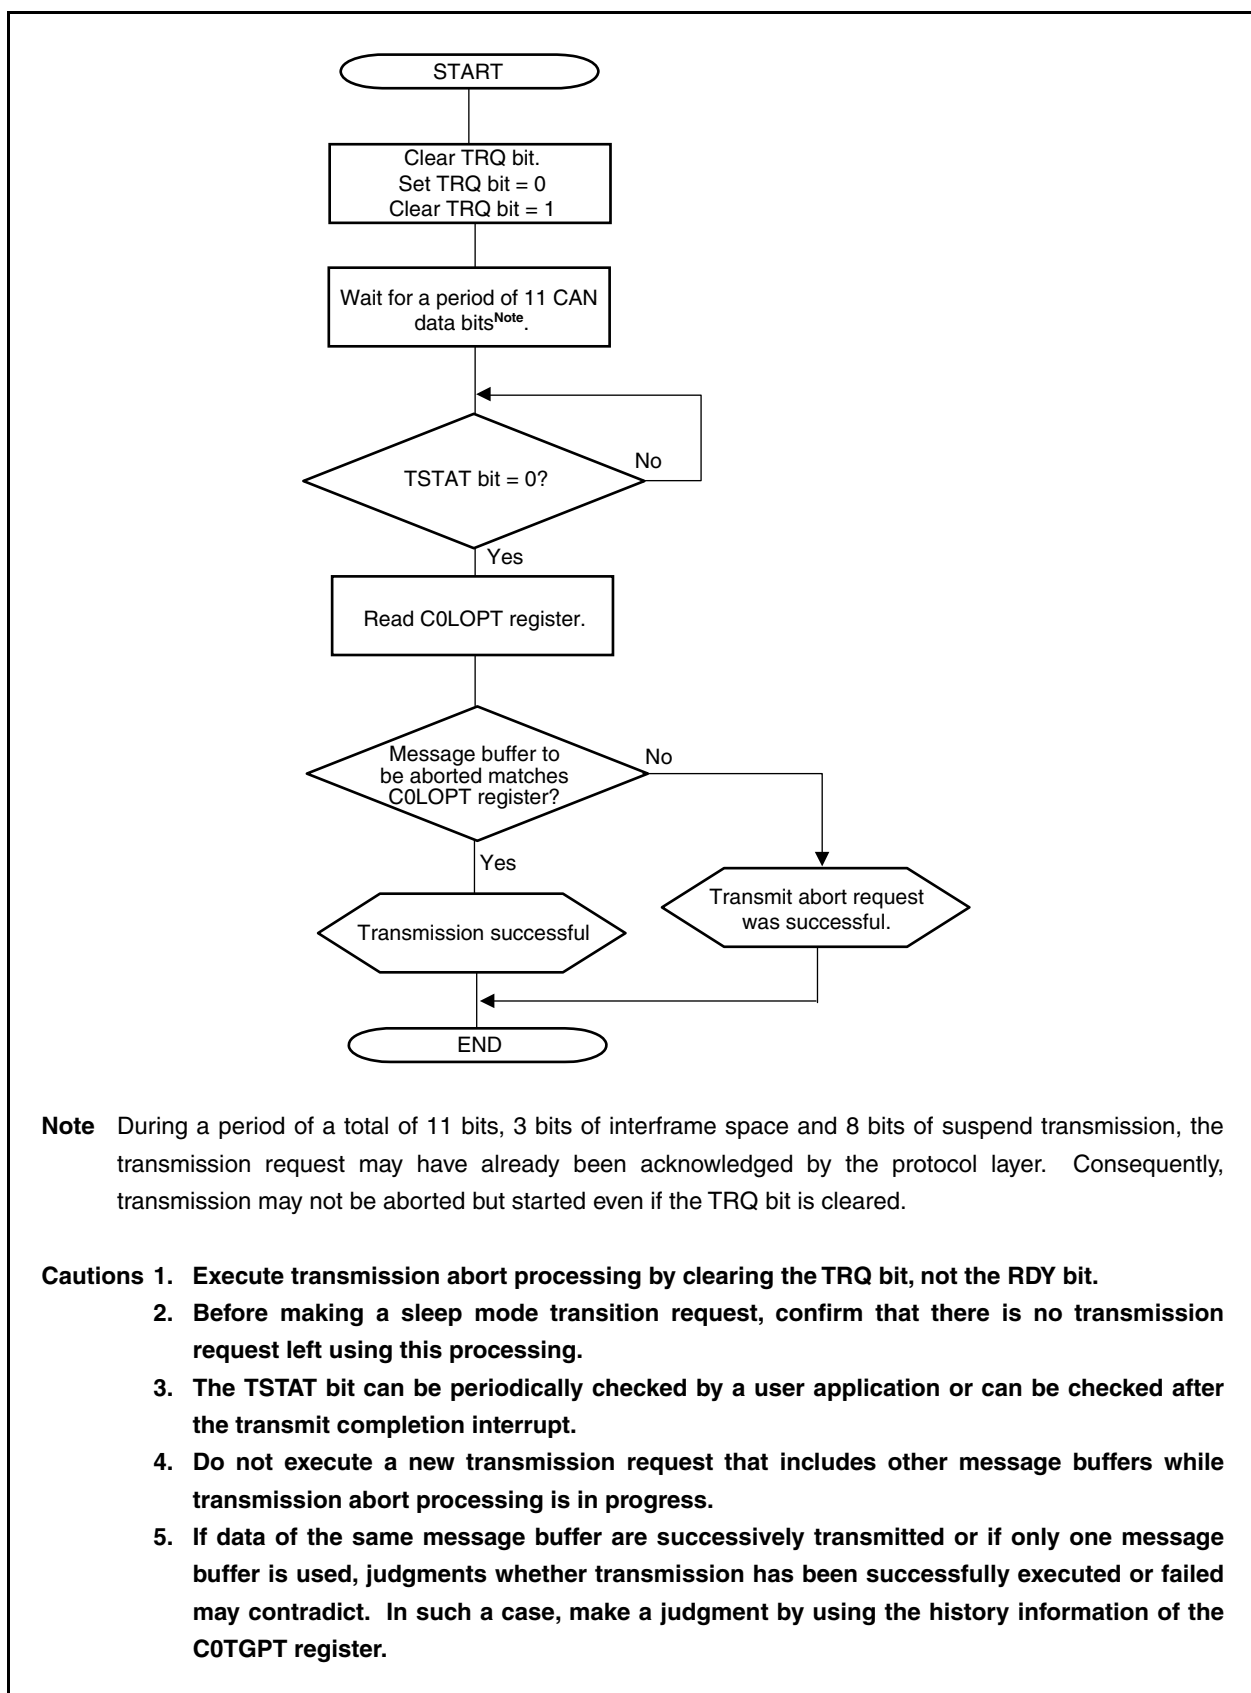 START
Clear TRQ bit.
Set TRQ bit = 0
Clear TRQ bit = 1
Wait for a period of 11 CAN
data bitsNote.
TSTAT bit = 0?
No
Yes
Read C0LOPT register.
Message buffer to
be aborted matches
C0LOPT register?
No
Yes
Transmit abort request
was successful.
Transmission successful
END
Note During a period of a total of 11 bits, 3 bits of interframe space and 8 bits of suspend transmission, the
transmission request may have already been acknowledged by the protocol layer. Consequently,
transmission may not be aborted but started even if the TRQ bit is cleared.
Cautions 1. Execute transmission abort processing by clearing the TRQ bit, not the RDY bit.
2. Before making a sleep mode transition request, confirm that there is no transmission
request left using this processing.
3. The TSTAT bit can be periodically checked by a user application or can be checked after
the transmit completion interrupt.
4. Do not execute a new transmission request that includes other message buffers while
transmission abort processing is in progress.
5. If data of the same message buffer are successively transmitted or if only one message
buffer is used, judgments whether transmission has been successfully executed or failed
may contradict. In such a case, make a judgment by using the history information of the
C0TGPT register.